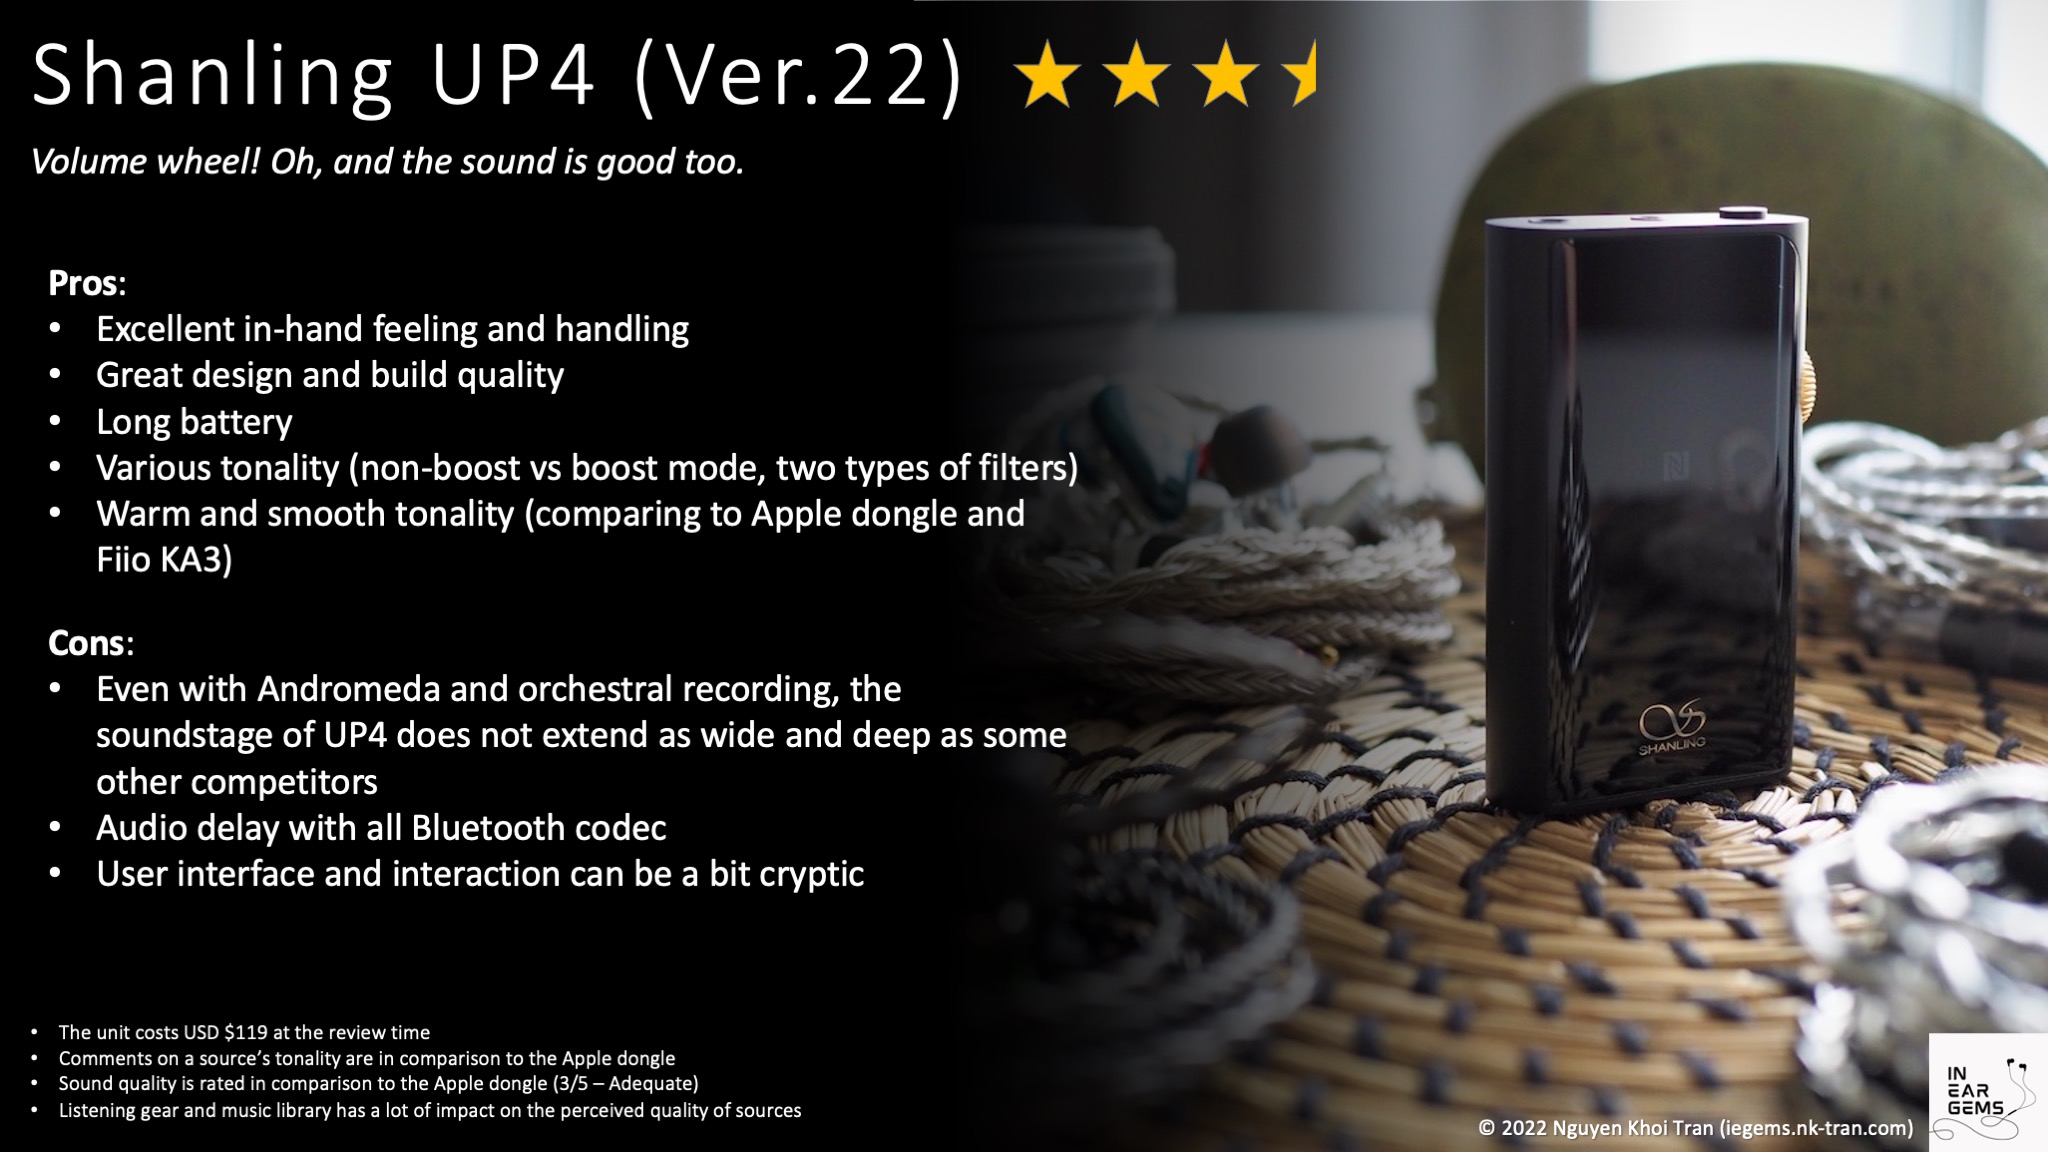 Shanling UP4 (Ver.22)
Volume wheel! Oh, and the sound is good too.
Pros:
• Excellent in-hand feeling and handling
• Great design and build quality
• Long battery
• Various tonality (non-boost vs boost mode, two types of filters)
• Warm and smooth tonality (comparing to Apple dongle and
Fiio KA3)
Cons:
• Even with Andromeda and orchestral recording, the
soundstage of UP4 does not extend as wide and deep as some
other competitors
• Audio delay with all Bluetooth codec
• User interface and interaction can be a bit cryptic
• The unit costs USD $119 at the review time
• Comments on a source’s tonality are in comparison to the Apple dongle
• Sound quality is rated in comparison to the Apple dongle (3/5 – Adequate)
• Listening gear and music library has a lot of impact on the perceived quality of sources
SHANLING
© 2022 Nguyen Khoi Tran (iegems.nk-tran.com)
IN
EAR
GEMS